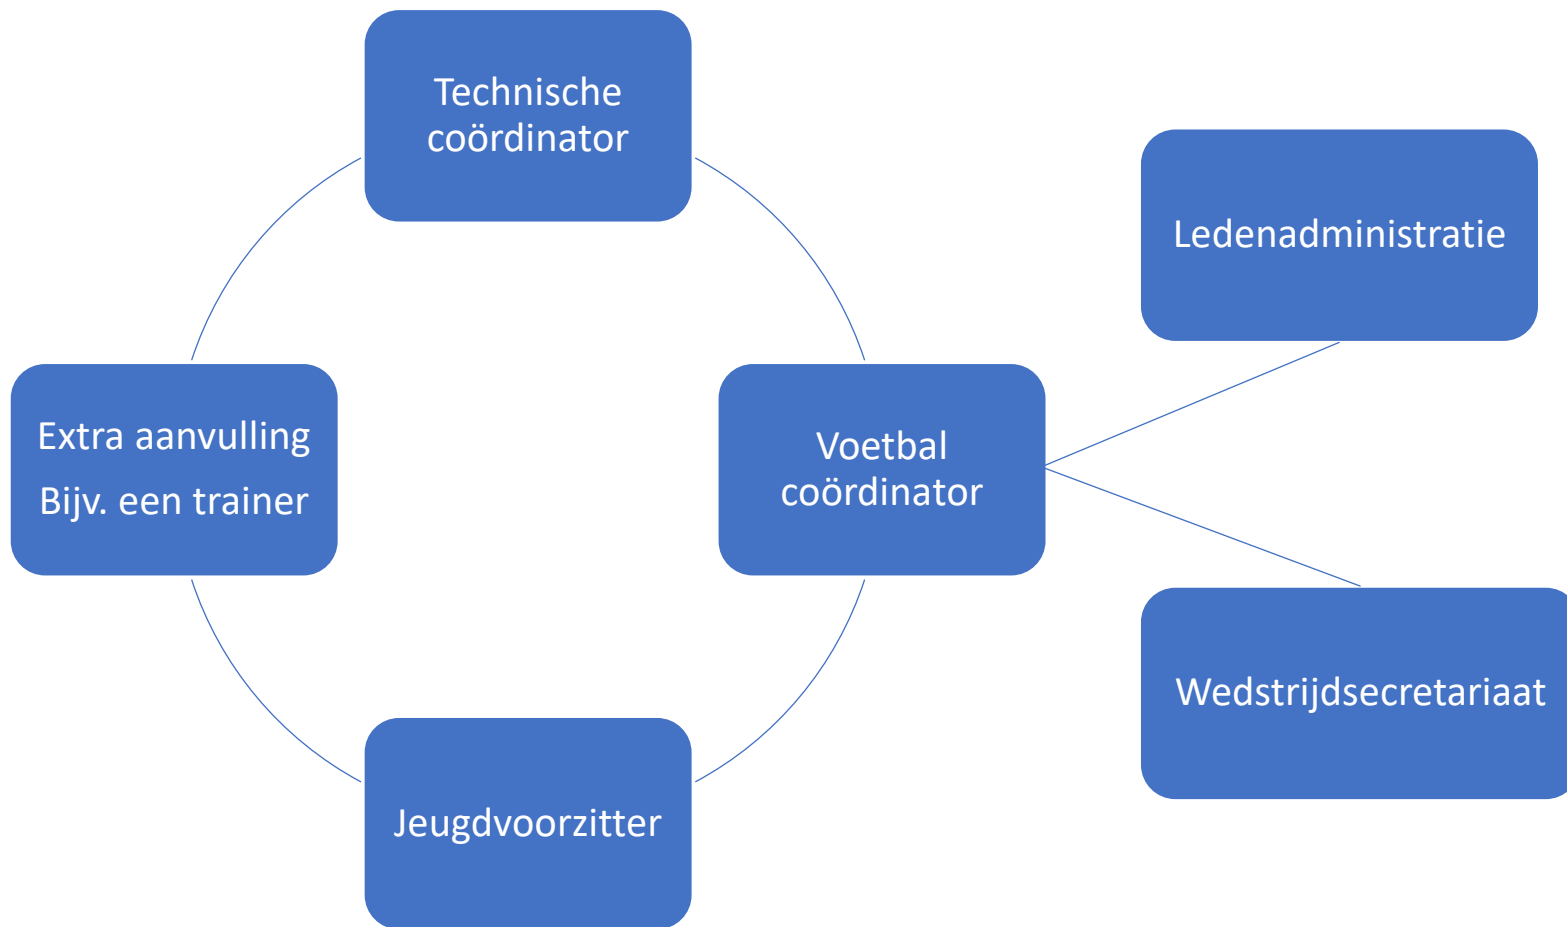 Technische
coördinator
Ledenadministratie
Extra aanvulling
Bijv. een trainer
Voetbal
coördinator
Wedstrijdsecretariaat
Jeugdvoorzitter